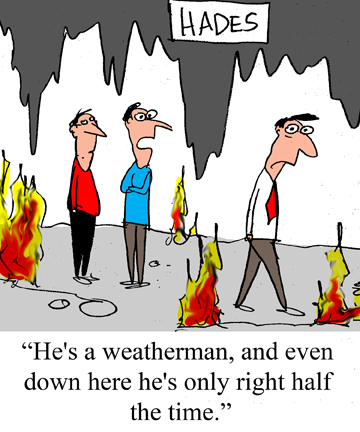 HADES
“He's a weatherman, and even
down here he's only right half
the time.”